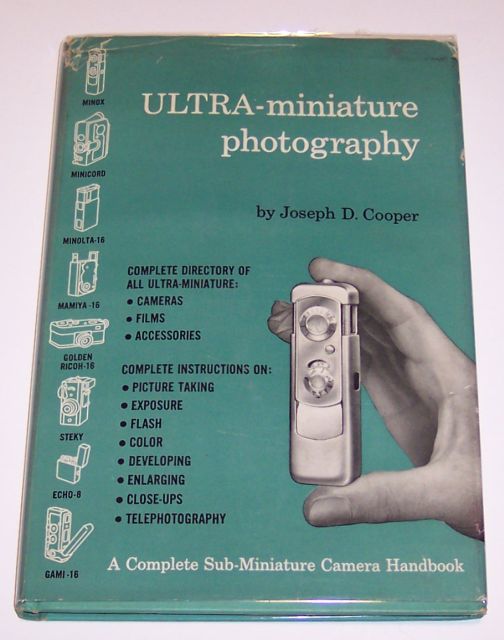 ULTRA-miniature
photography
by Joseph D. Cooper
MINOX
MINICORD
MINOLTA-16
MAMIYA-16
GOLDEN
RICOH-16
STEKY
ECHO-8
GAMI-16
COMPLETE DIRECTORY OF
ALL ULTRA-MINIATURE:
• CAMERAS
• FILMS
• ACCESSORIES
COMPLETE INSTRUCTIONS ON:
• PICTURE TAKING
• EXPOSURE
• FLASH
• COLOR
• DEVELOPING
• ENLARGING
• CLOSE-UPS
• TELEPHOTOGRAPHY
A Complete Sub-Miniature Camera Handbook